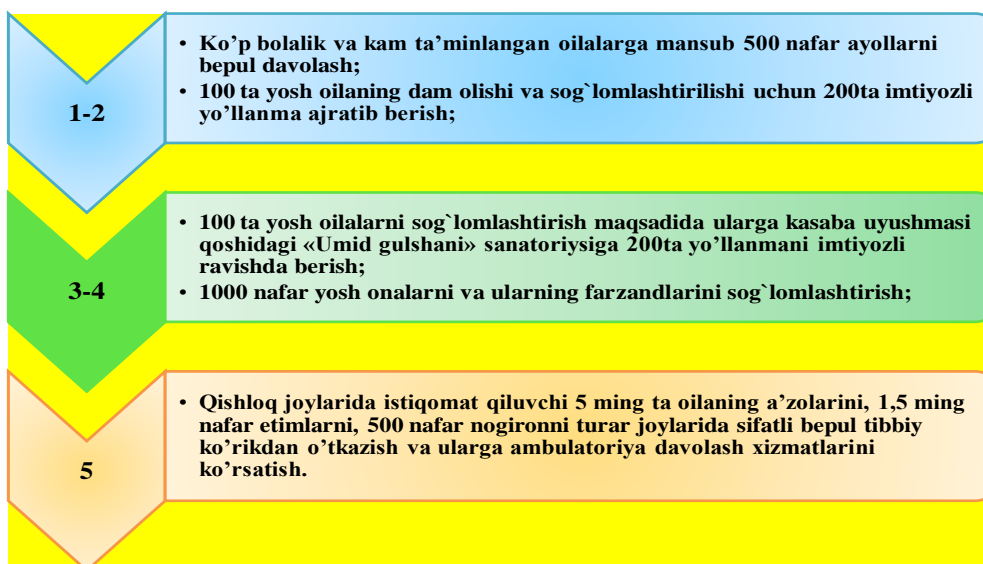 1-2
• Ko’p bolalik va kam ta’minlangan oilalarga mansub 500 nafar ayollarni
bepul davolash;
• 100 ta yosh oilaning dam olishi va sog`lomlashtirilishi uchun 200ta imtiyozli
yo’llanma ajratib berish;
3-4
• 100 ta yosh oilalarni sog`lomlashtirish maqsadida ularga kasaba uyushmasi
qoshidagi «Umid gulshani» sanatoriysiga 200ta yo’llanmani imtiyozli
ravishda berish;
• 1000 nafar yosh onalarni va ularning farzandlarini sog`lomlashtirish;
5
• Qishloq joylarida istiqomat qiluvchi 5 ming ta oilaning a’zolarini, 1,5 ming
nafar etimlarni, 500 nafar nogironni turar joylarida sifatli bepul tibbiy
ko’rikdan o’tkazish va ularga ambulatoriya davolash xizmatlarini
ko’rsatish.